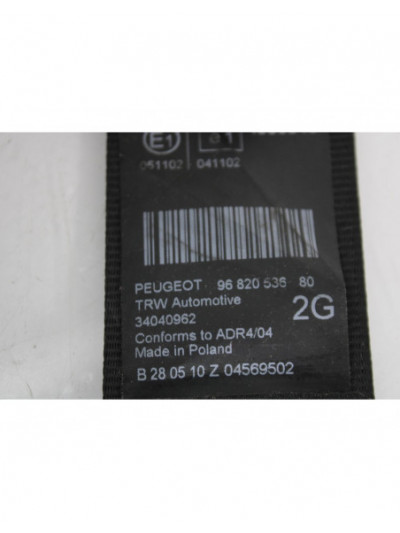 E1
051102 041102
PEUGEOT 96 820 536 80
TRW Automotive
34040962
2G
Conforms to ADR4/04
Made in Poland
B 28 05 10 Z 04569502